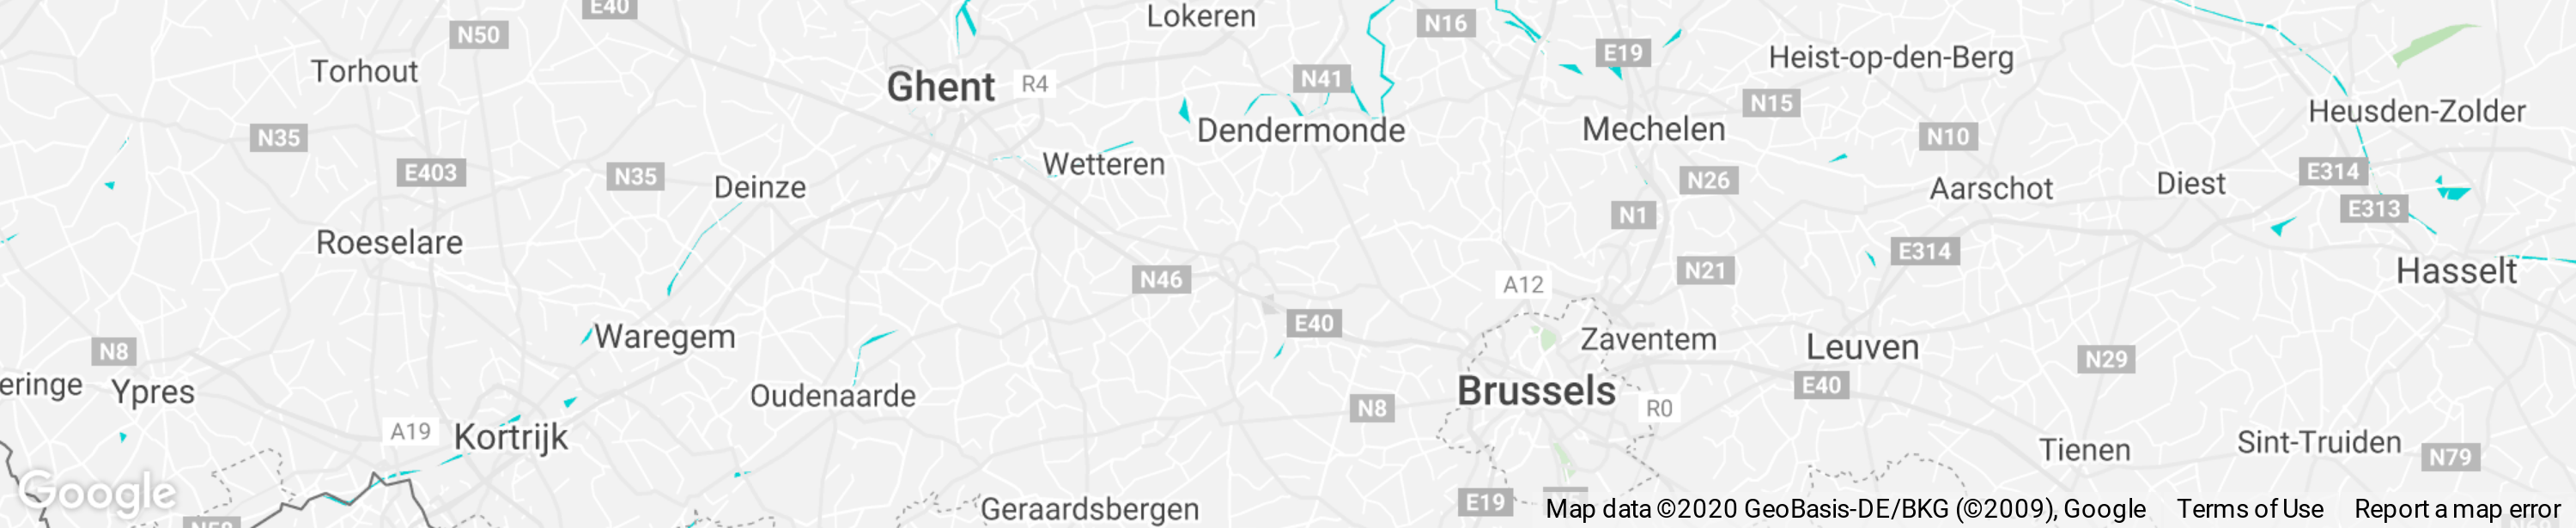 E40
Lokeren
N16
N50
E19
Heist-op-den-Berg
Torhout
Ghent
R4
N41
N15
Heusden-Zolder
N35
Dendermonde
Mechelen
N10
E403
N35
Wetteren
Deinze
N26
Aarschot
Diest
E314
E313
N1
Roeselare
E314
N46
N21
Hasselt
A12
E40
Waregem
Zaventem
Leuven
N8
N29
eringe
Ypres
Oudenaarde
Brussels
E40
N8
R0
A19
Kortrijk
Tienen
Sint-Truiden
N79
Google
Geraardsbergen
E19
Map data ©2020 GeoBasis-DE/BKG (©2009), Google
Terms of Use
Report a map error